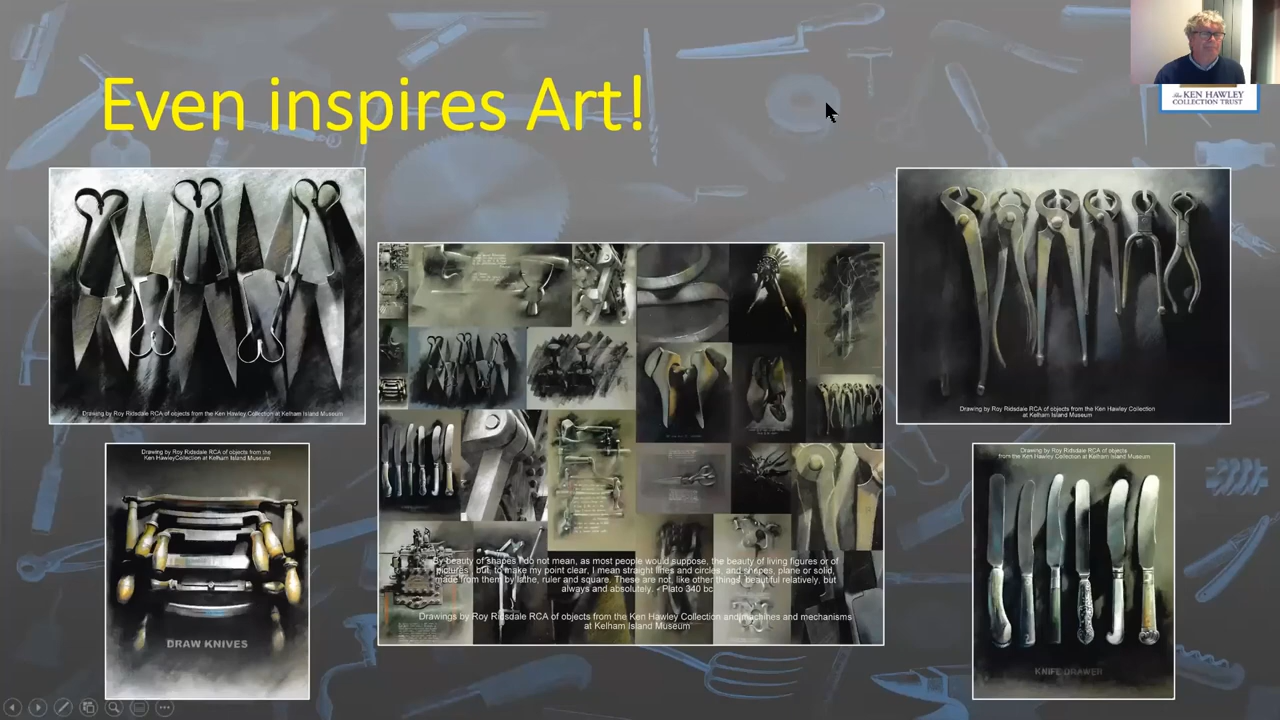 Even inspires Art!
The KEN HAWLEY
COLLECTION TRUST
Drawing by Roy Ridsdale RCA of objects from the Ken Hawley Collection at Kelham Island Museum
Drawing by Roy Ridsdale RCA of objects from the Ken Hawley Collection
at Kelham Island Museum
By beauty of shapes I do not mean, as most people would suppose, the beauty of living figures or of
pictures, but, to make my point clear, I mean straight lines and circles, and shapes, plane or solid,
made from them by lathe, ruler and square. These are not, like other things, beautiful relatively, but
always and absolutely. - Plato 340 bc
Drawings by Roy Ridsdale RCA of objects from the Ken Hawley Collection and machines and mechanisms
at Kelham Island Museum
Drawing by Roy Ridsdale RCA of objects from the
Ken HawleyCollection at Kelham Island Museum
DRAW KNIVES
Drawing by Roy Ridsdale RCA of objects
from the Ken Hawley Collection at Kelham Island Museum
KNIFE DRAWER